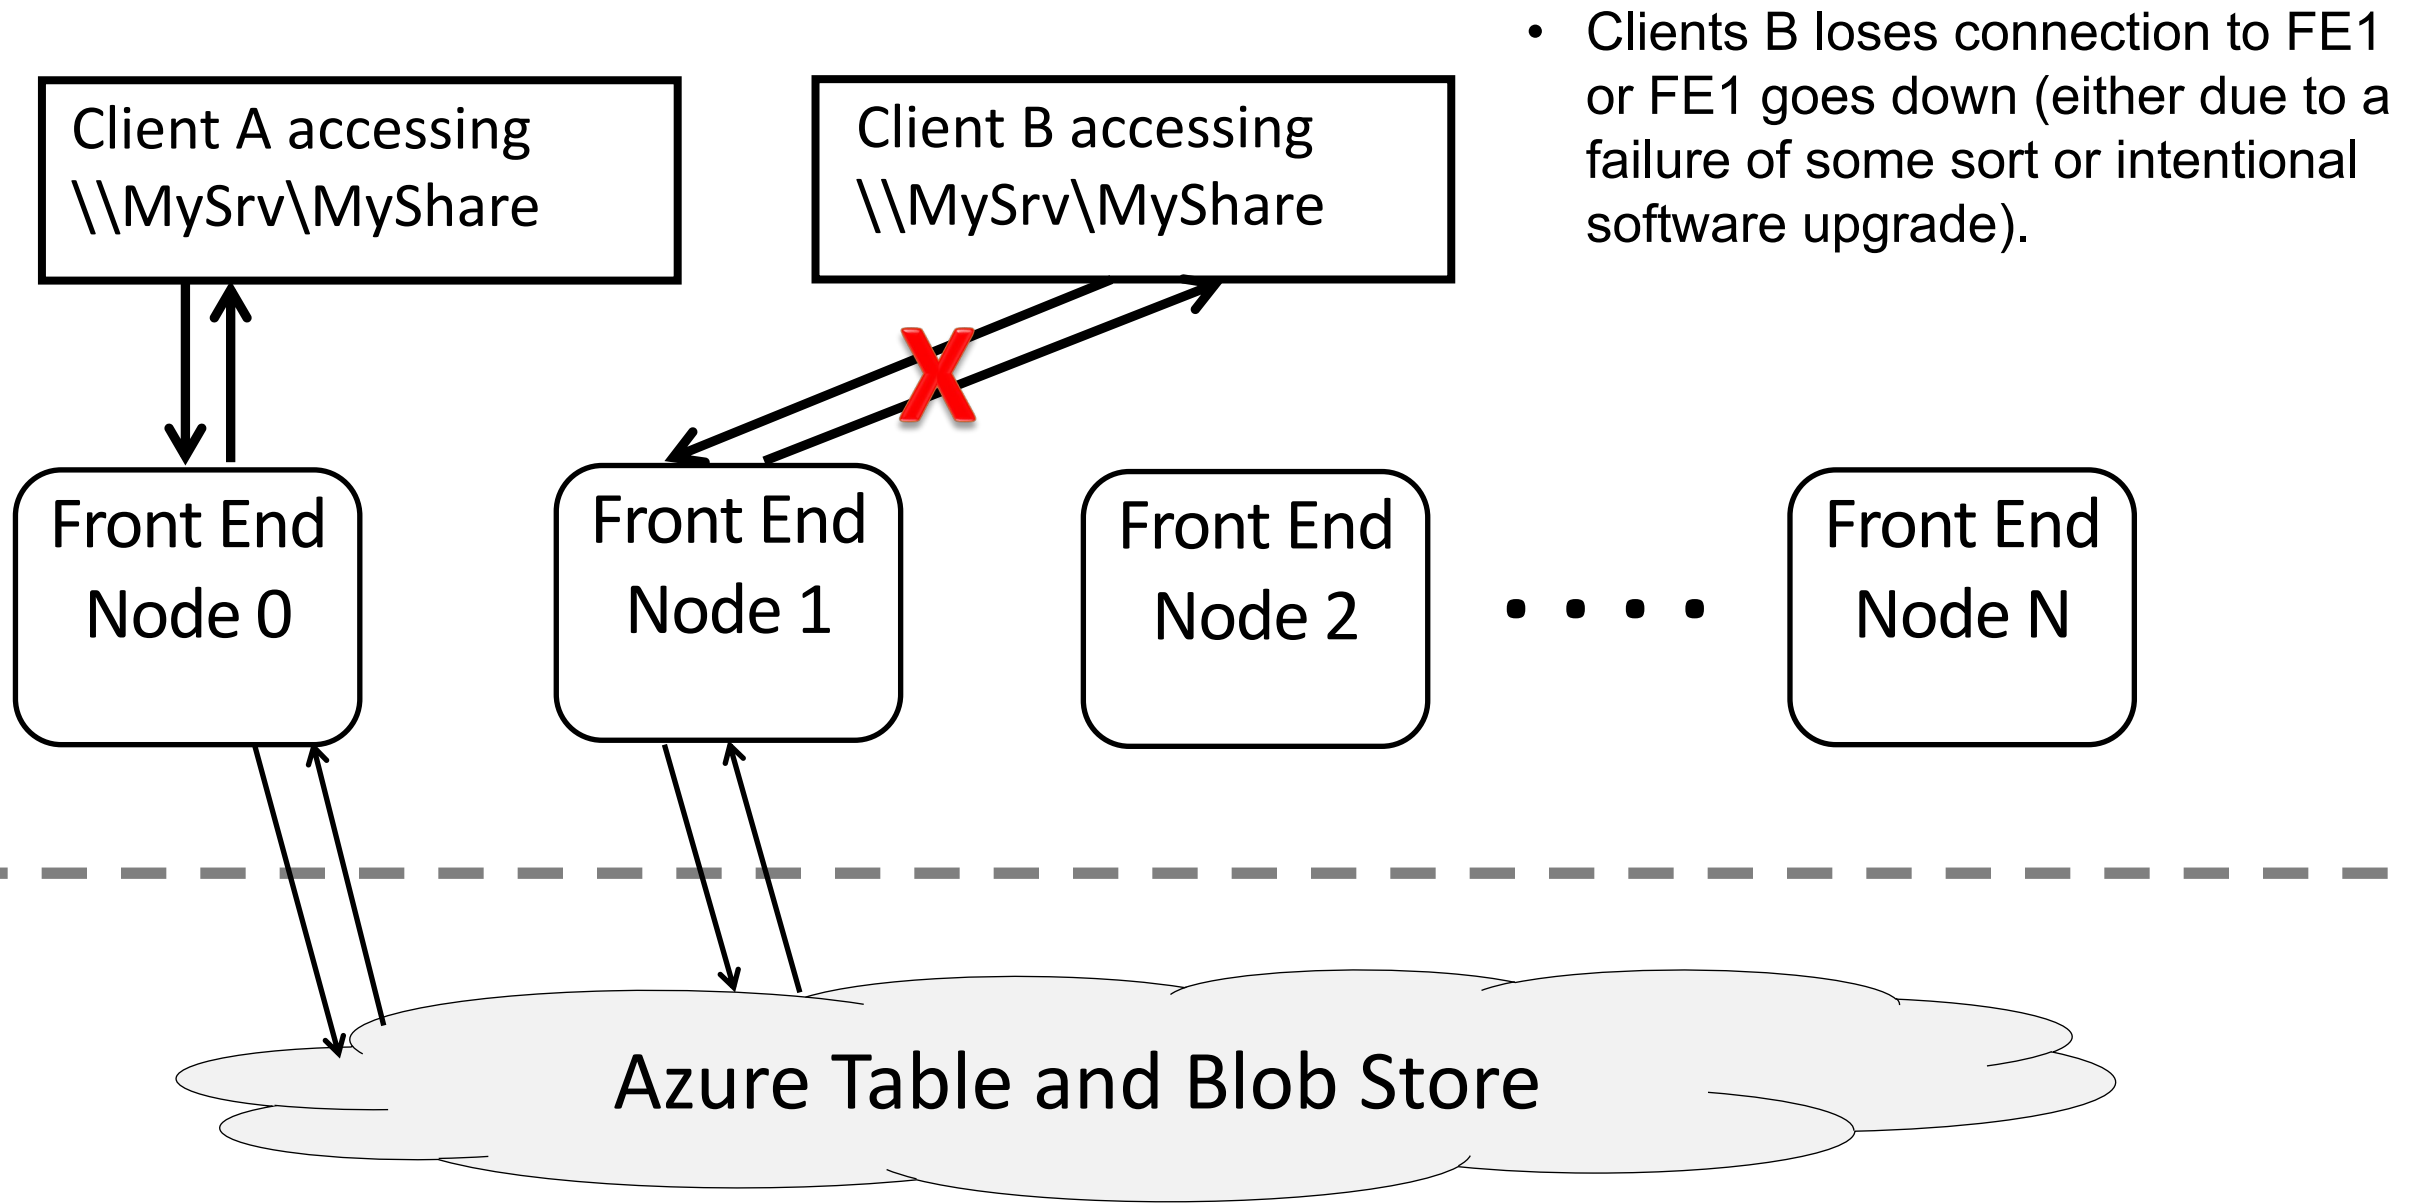 • Clients B loses connection to FE1
or FE1 goes down (either due to a
failure of some sort or intentional
software upgrade).
Client A accessing
\\MySrv\MyShare
Client B accessing
\\MySrv\MyShare
X
Front End
Node 0
Front End
Node 1
Front End
Node 2
. . . .
Front End
Node N
Azure Table and Blob Store